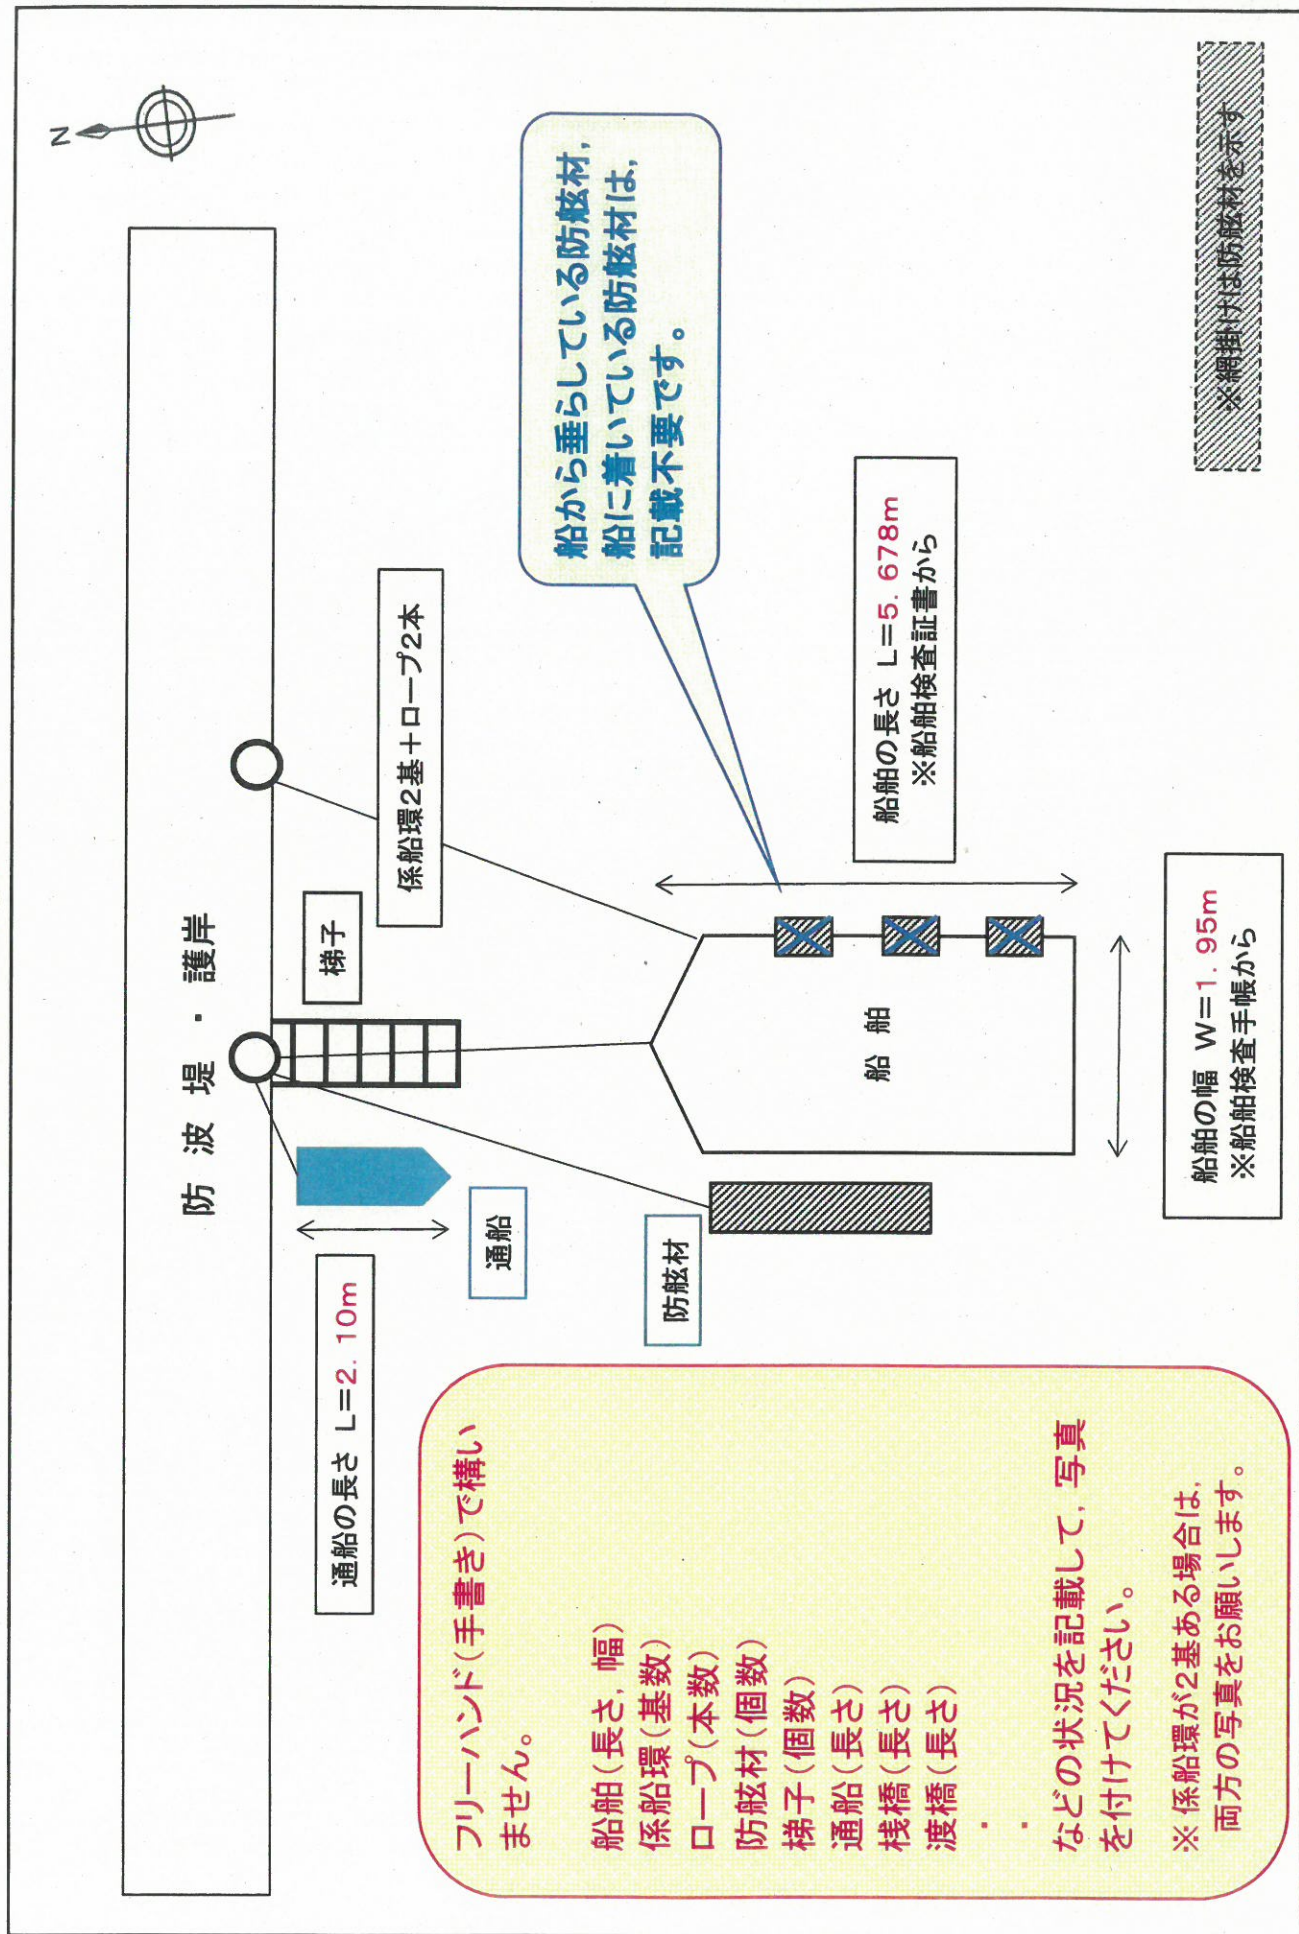 N
防波堤・護岸
係船環2基＋ロープ2本
梯子
通船の長さ L＝2．10m
通船
防舷材
船舶
船から垂らしている防舷材，
船に着いている防舷材は，
記載不要です。
船舶の長さ L＝5．678m
※船舶検査証書から
船舶の幅 W＝1．95m
※船舶検査手帳から
※網掛けは防舷材を示す
フリーハンド（手書き）で構い
ません。
船舶（長さ，幅）
係船環（基数）
ロープ（本数）
防舷材（個数）
梯子（個数）
通船（長さ）
桟橋（長さ）
渡橋（長さ）
・
・
などの状況を記載して，写真
を付けてください。
※係船環が2基ある場合は，
両方の写真をお願いします。